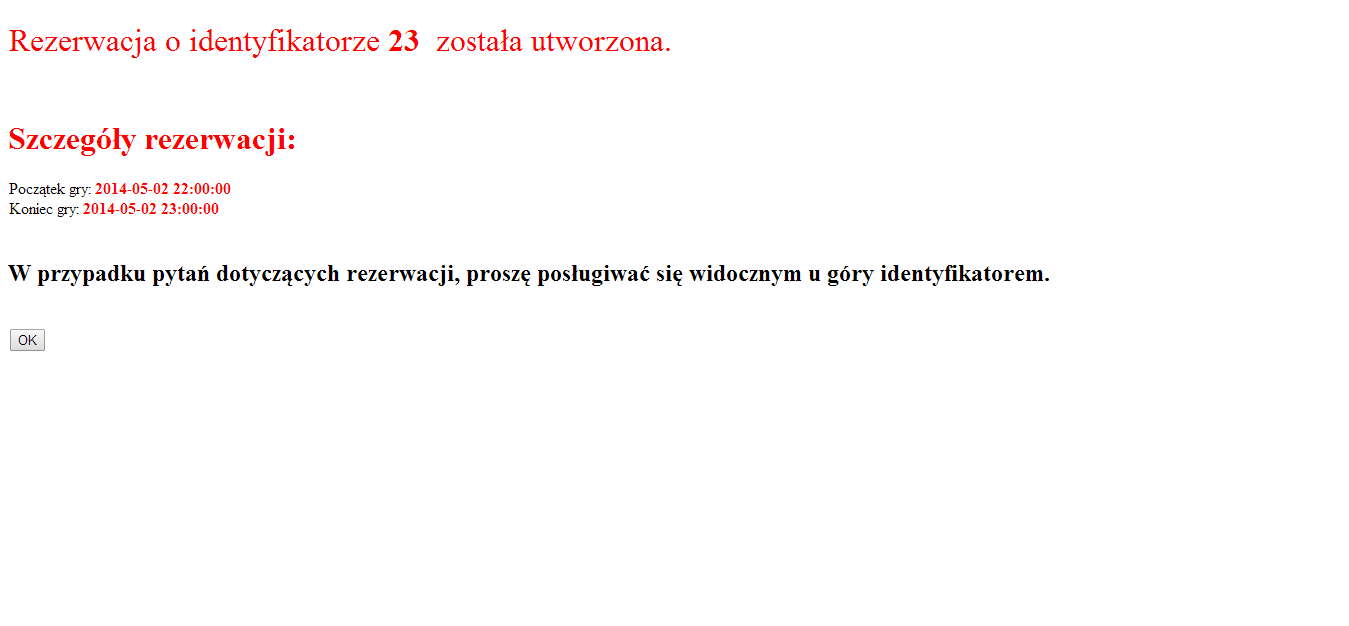 Rezerwacja o identyfikatorze 23 została utworzona.
Szczegóły rezerwacji:
Początek gry: 2014-05-02 22:00:00
Koniec gry: 2014-05-02 23:00:00
W przypadku pytań dotyczących rezerwacji, proszę posługiwać się widocznym u góry identyfikatorem.
OK